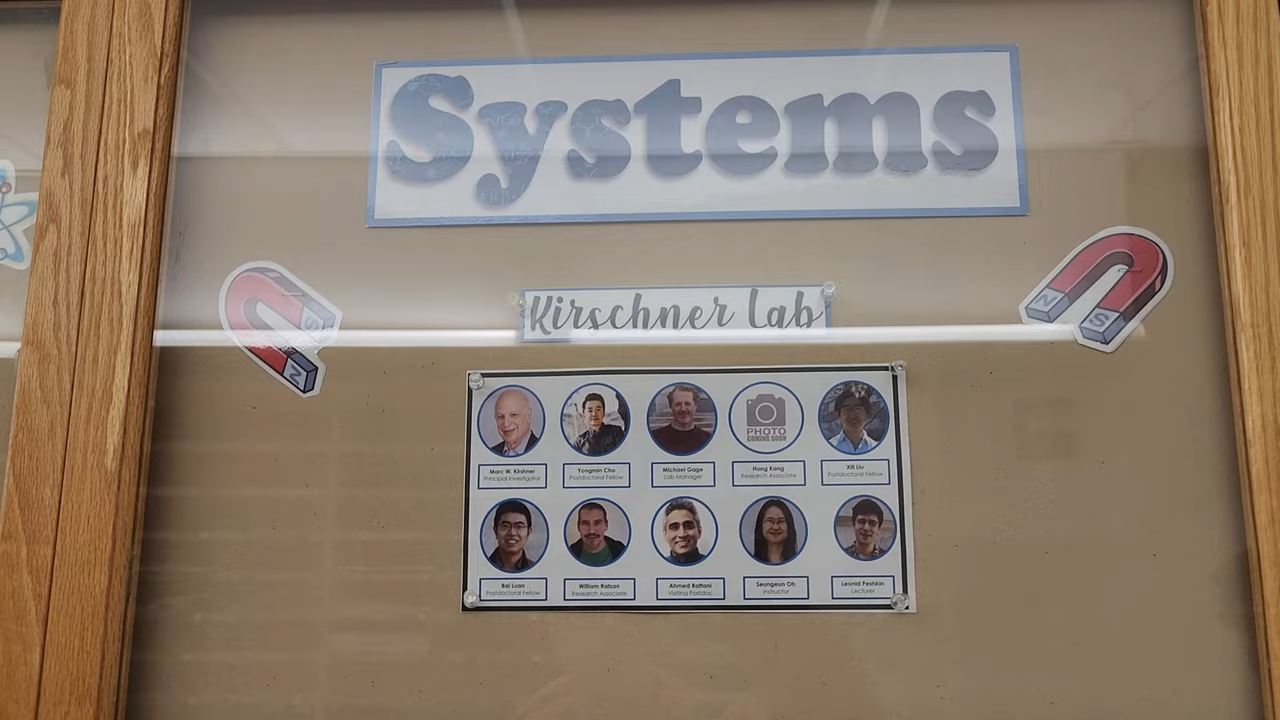 Systems
Kirschner Lab
S
N
N
S
PHOTO
COMING SOON
Marc W. Kirshner
Principal Investigator
Yongmin Cho
Postdoctoral Fellow
Michael Gage
Lab Manager
Hong Kang
Research Associate
Xili Liu
Postdoctoral Fellow
Bai Luan
Postdoctoral Fellow
William Ratzan
Research Associate
Ahmed Rattani
Visiting Postdoc
Seungeun Oh
Instructor
Leonid Peshkin
Lecturer